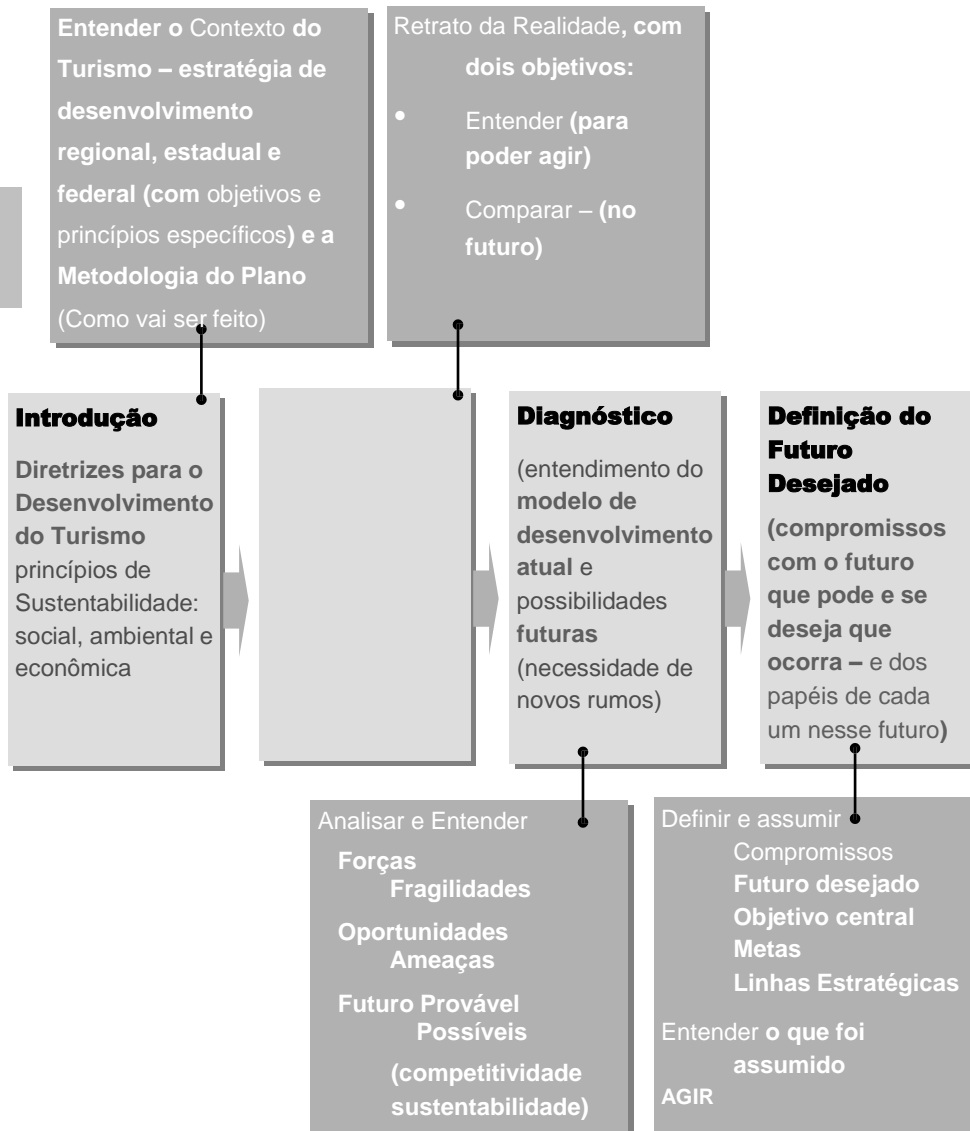 Entender o Contexto do
Turismo – estratégia de
desenvolvimento
regional, estadual e
federal (com objetivos e
princípios específicos) e a
Metodologia do Plano
(Como vai ser feito)
Retrato da Realidade, com
dois objetivos:
• Entender (para
poder agir)
• Comparar – (no
futuro)
Introdução
Diretrizes para o
Desenvolvimento
do Turismo
princípios de
Sustentabilidade:
social, ambiental e
econômica
Diagnóstico
(entendimento do
modelo de
desenvolvimento
atual e
possibilidades
futuras
(necessidade de
novos rumos)
Definição do
Futuro
Desejado
(compromissos
com o futuro
que pode e se
deseja que
ocorra – e dos
papéis de cada
um nesse futuro)
Analisar e Entender
Forças
Fragilidades
Oportunidades
Ameaças
Futuro Provável
Possíveis
(competitividade
sustentabilidade)
Definir e assumir
Compromissos
Futuro desejado
Objetivo central
Metas
Linhas Estratégicas
Entender o que foi
assumido
AGIR